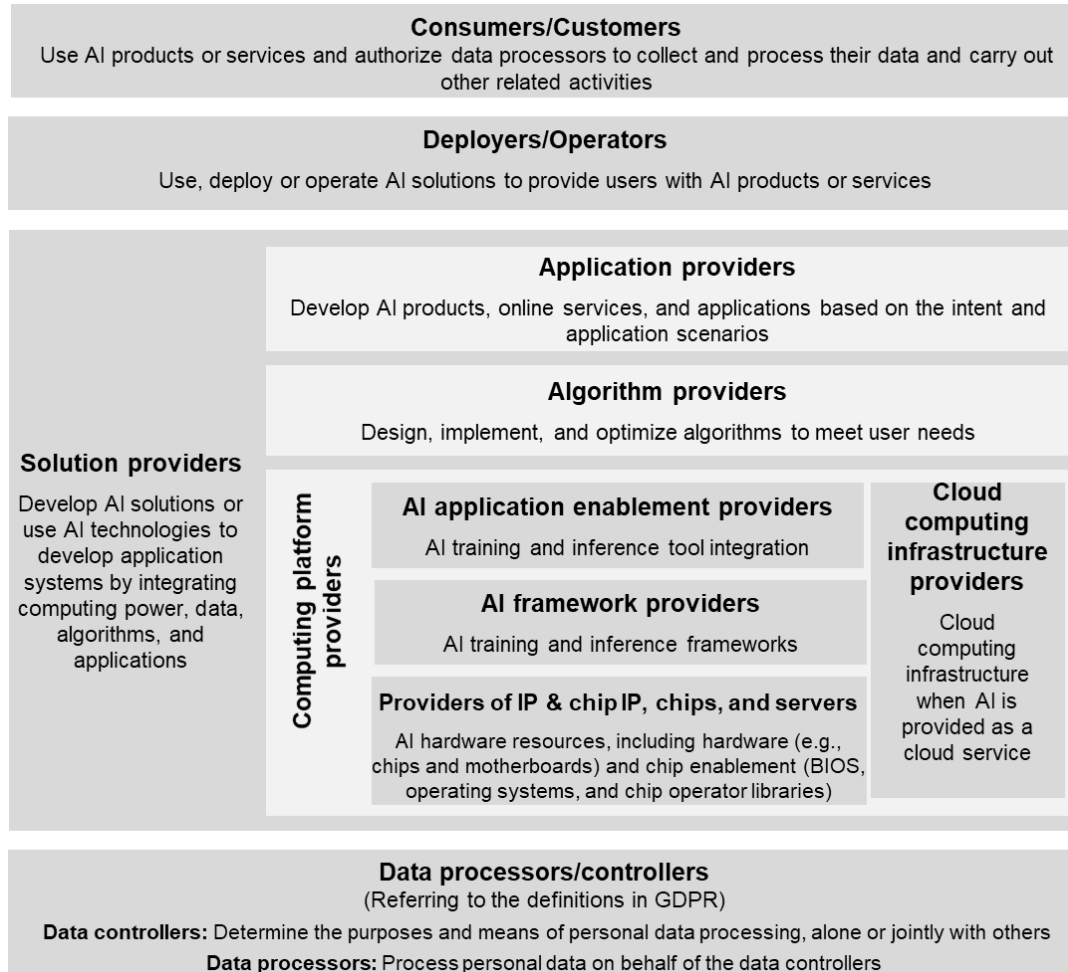 Consumers/Customers
Use AI products or services and authorize data processors to collect and process their data and carry out
other related activities
Deployers/Operators
Use, deploy or operate AI solutions to provide users with AI products or services
Solution providers
Develop AI solutions or
use AI technologies to
develop application
systems by integrating
computing power, data,
algorithms, and
applications
Application providers
Develop AI products, online services, and applications based on the intent and
application scenarios
Algorithm providers
Design, implement, and optimize algorithms to meet user needs
Computing platform
providers
AI application enablement providers
AI training and inference tool integration
AI framework providers
AI training and inference frameworks
Providers of IP & chip IP, chips, and servers
AI hardware resources, including hardware (e.g.,
chips and motherboards) and chip enablement (BIOS,
operating systems, and chip operator libraries)
Cloud
computing
infrastructure
providers
Cloud
computing
infrastructure
when AI is
provided as a
cloud service
Data processors/controllers
(Referring to the definitions in GDPR)
Data controllers: Determine the purposes and means of personal data processing, alone or jointly with others
Data processors: Process personal data on behalf of the data controllers